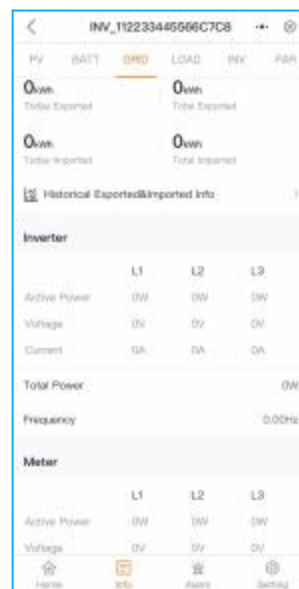 INV_112233445566C7C8
PV BATT GRID LOAD INV PAR
0kWh 0kWh
Today Exported Total Exported
0kWh 0kWh
Today Imported Total Imported
Historical Exported&Imported Info
Inverter
L1 L2 L3
Active Power 0W 0W 0W
Voltage 0V 0V 0V
Current 0A 0A 0A
Total Power 0W
Frequency 0.00Hz
Meter
L1 L2 L3
Active Power 0W 0W 0W
Voltage 0V 0V 0V
Home Info Alarm Setting